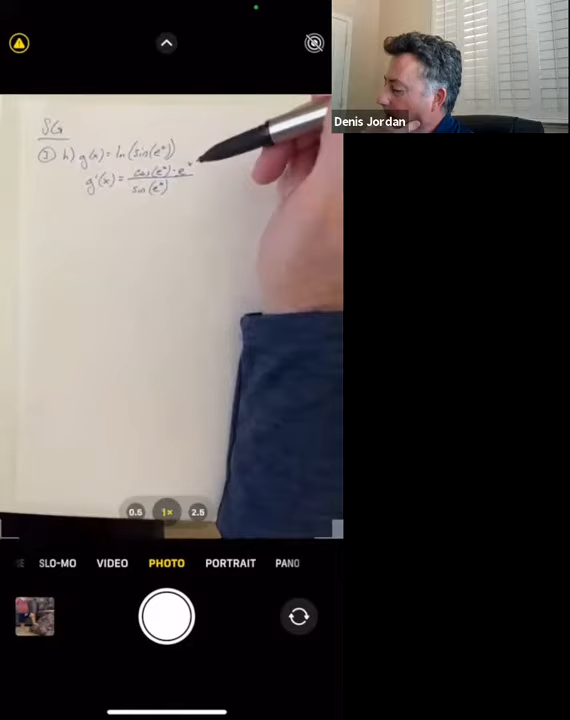 Denis Jordan
SG
③ h) g(x) = ln(sin(eˣ))
g'(x) = cos(eˣ)·eˣ / sin(eˣ)
0.5 1× 2.5
SLO-MO VIDEO PHOTO PORTRAIT PANO